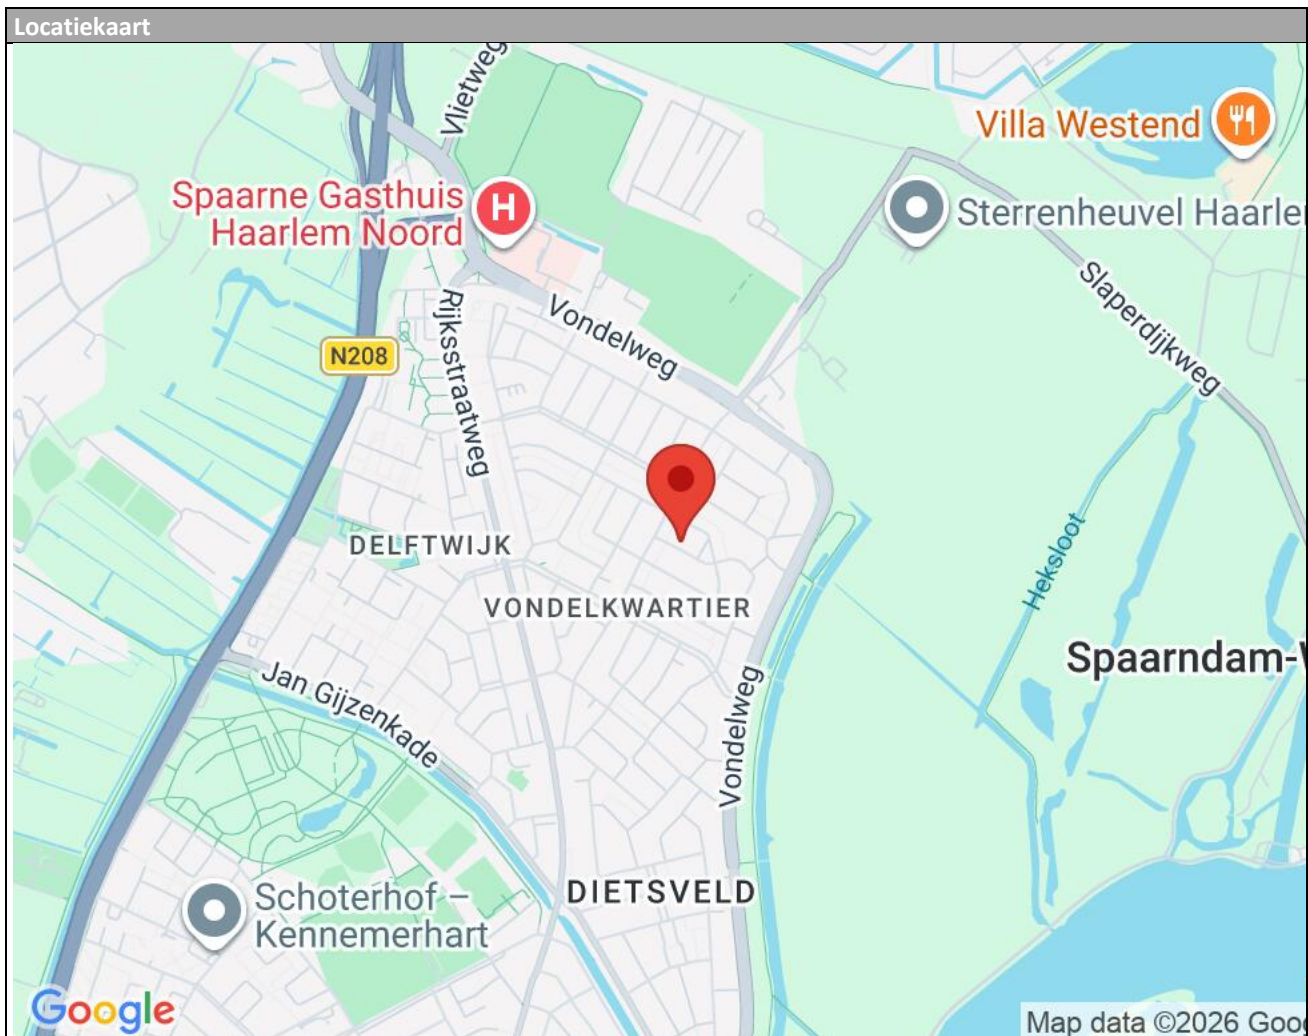 Locatiekaart
Vlietweg
Villa Westend
Spaarne Gasthuis
Haarlem Noord
H
Sterrenheuvel Haarle
Slaperdijkweg
Rijksstraatweg
Vondelweg
N208
Heksloot
DELFTWIJK
VONDELKWARTIER
Spaarndam-
Jan Gijzenkade
Vondelweg
DIETSVELD
Schoterhof –
Kennemerhart
Google
Map data ©2026 Goo